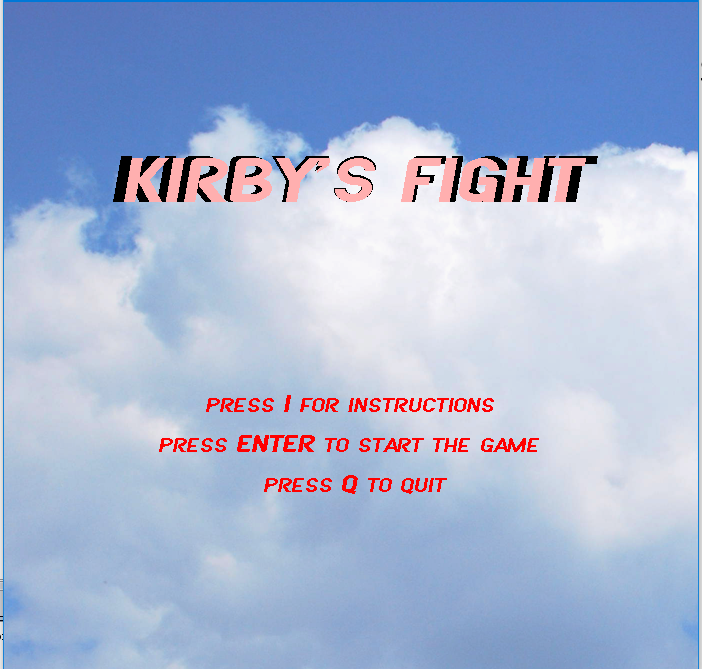 KIRBY'S FIGHT
PRESS I FOR INSTRUCTIONS
PRESS ENTER TO START THE GAME
PRESS Q TO QUIT